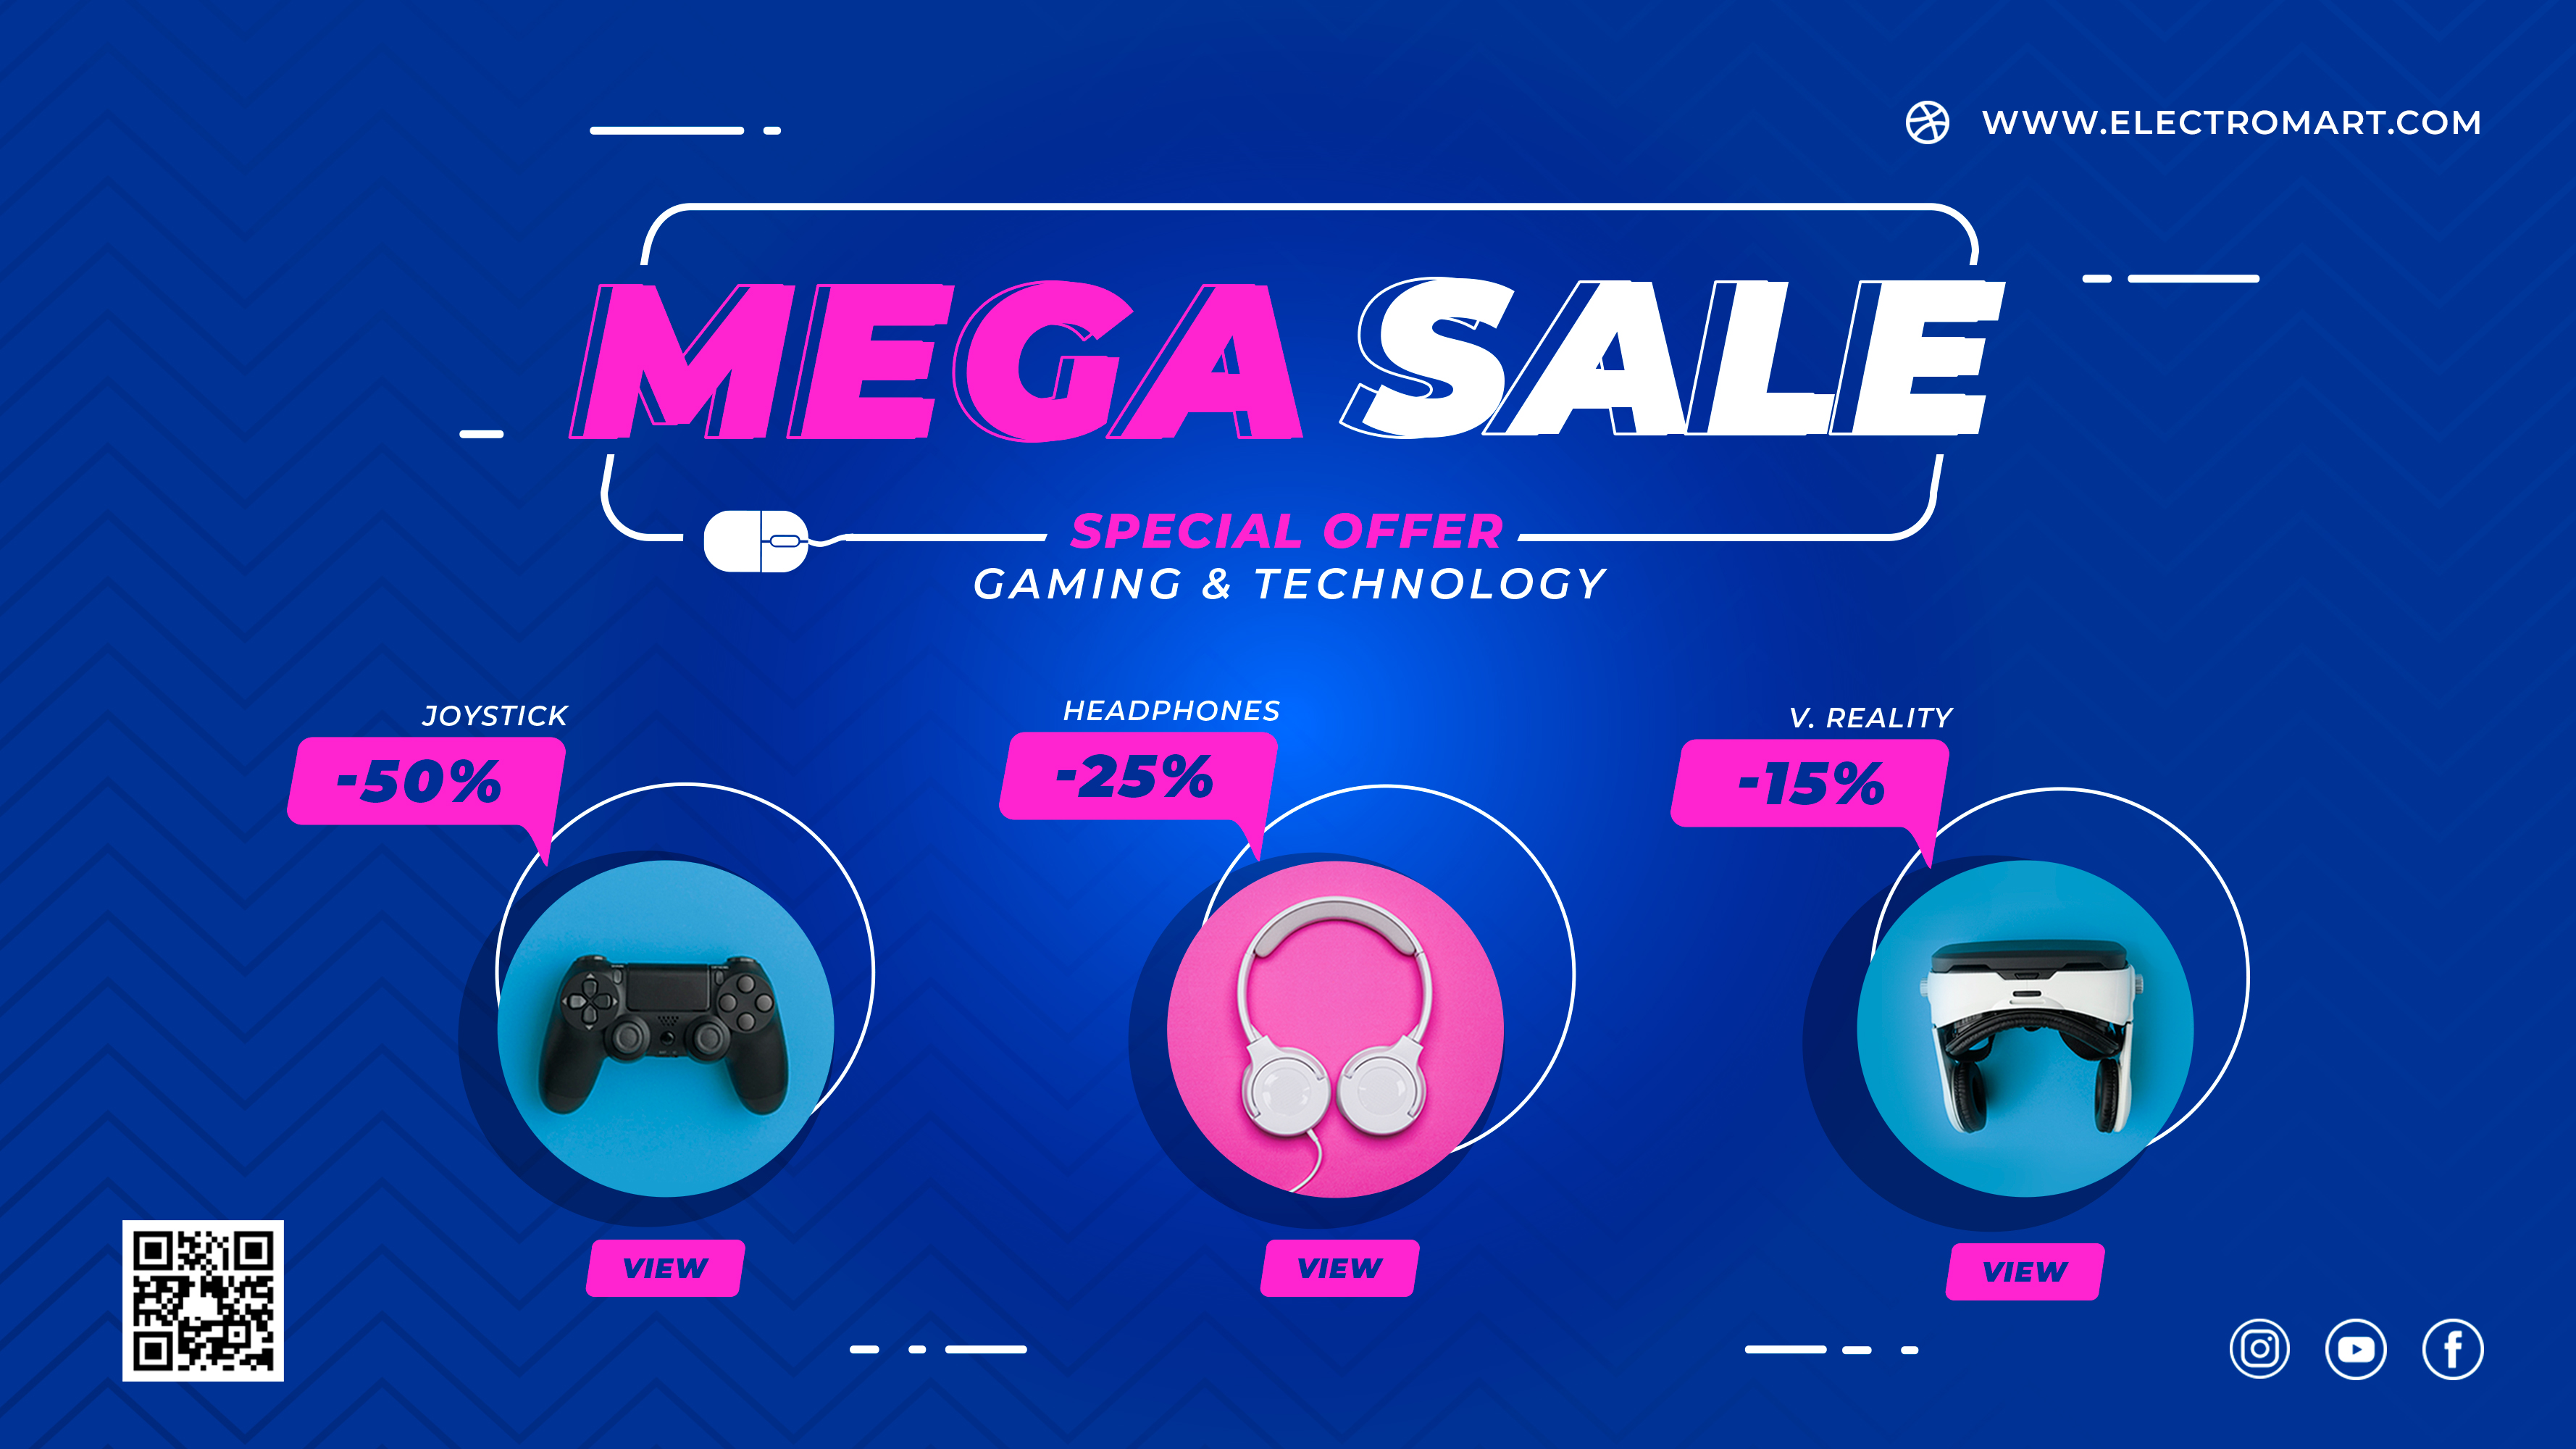 WWW.ELECTROMART.COM
MEGA SALE
SPECIAL OFFER
GAMING & TECHNOLOGY
JOYSTICK
-50%
HEADPHONES
-25%
V. REALITY
-15%
VIEW
VIEW
VIEW